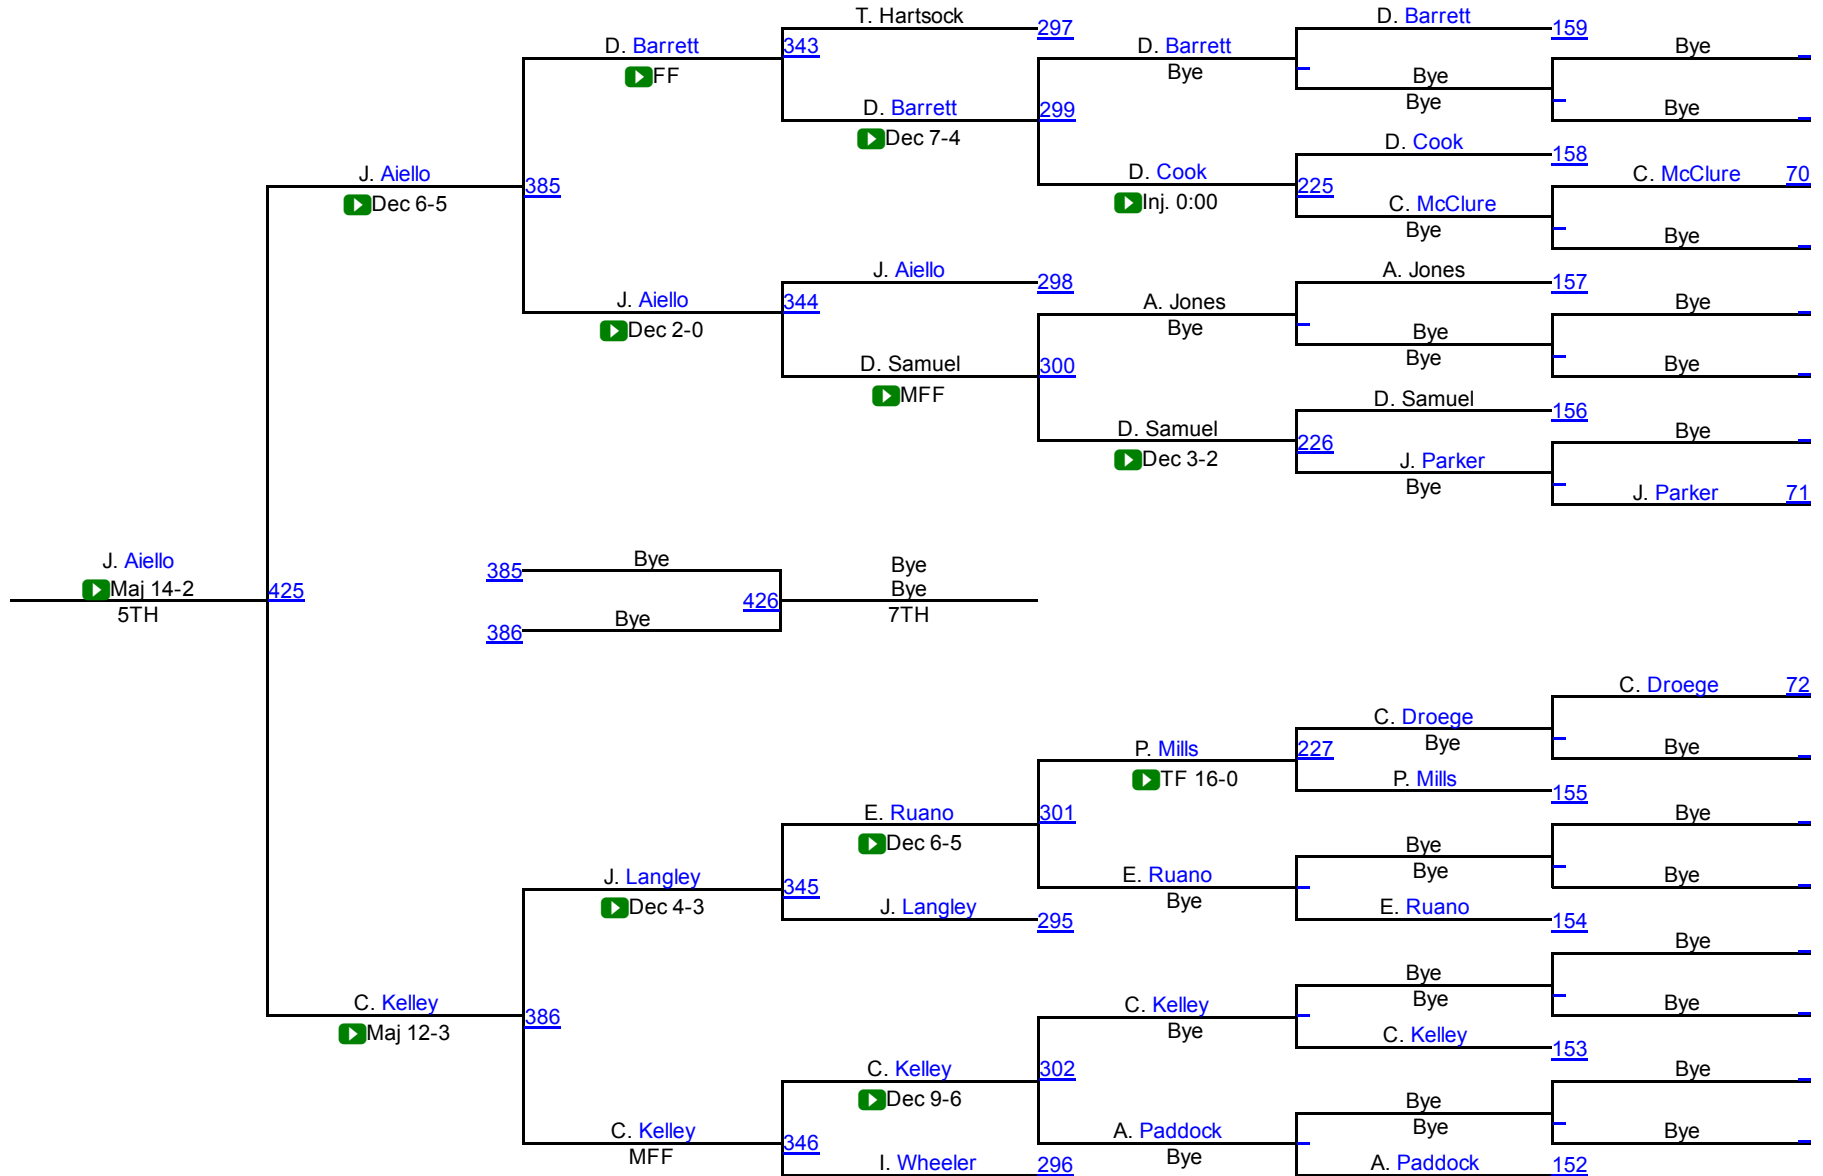 T. Hartsock
D. Barrett
297
159
D. Barrett
343
D. Barrett
Bye
FF
Bye
Bye
D. Barrett
299
Bye
Bye
Dec 7-4
D. Cook
158
J. Aiello
385
D. Cook
225
C. McClure 70
Dec 6-5
Inj. 0:00
C. McClure
Bye
Bye
J. Aiello
298
A. Jones
157
J. Aiello
344
A. Jones
Bye
Dec 2-0
Bye
Bye
D. Samuel
300
Bye
Bye
MFF
D. Samuel
156
D. Samuel
226
Bye
Dec 3-2
J. Parker
Bye
J. Parker 71
J. Aiello
Bye
Bye
385
Maj 14-2
425
Bye
426
5TH
Bye
7TH
386
C. Droege 72
C. Droege
P. Mills
227
Bye
Bye
TF 16-0
P. Mills
155
E. Ruano
301
Bye
Dec 6-5
Bye
J. Langley
345
E. Ruano
Bye
Bye
Dec 4-3
J. Langley
295
Bye
E. Ruano
154
Bye
C. Kelley
386
C. Kelley
Bye
Bye
Maj 12-3
Bye
Bye
C. Kelley
153
C. Kelley
302
Bye
Dec 9-6
Bye
C. Kelley
346
A. Paddock
Bye
Bye
MFF
I. Wheeler
296
Bye
A. Paddock
152